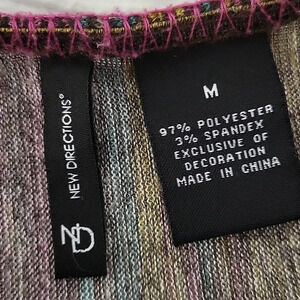 NEW DIRECTIONS®
ND
M
97% POLYESTER
3% SPANDEX
EXCLUSIVE OF
DECORATION
MADE IN CHINA